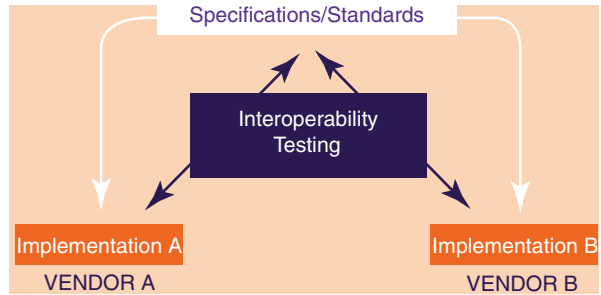 Specifications/Standards
Interoperability
Testing
Implementation A
Implementation B
VENDOR A
VENDOR B